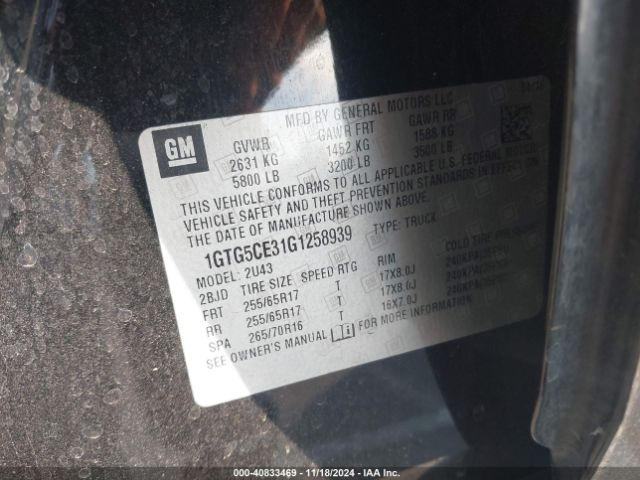 MFD BY GENERAL MOTORS LLC
GM
GVWR GAWR FRT GAWR RR
2631 KG 1452 KG 1588 KG
5800 LB 3200 LB 3500 LB
THIS VEHICLE CONFORMS TO ALL APPLICABLE U.S. FEDERAL MOTOR
VEHICLE SAFETY AND THEFT PREVENTION STANDARDS IN EFFECT ON
THE DATE OF MANUFACTURE SHOWN ABOVE.
1GTG5CE31G1258939 TYPE: TRUCK
MODEL: 2U43
2BJD TIRE SIZE SPEED RTG RIM COLD TIRE PRESSURE
FRT 255/65R17 T 17X8.0J 240KPA
RR 255/65R17 T 17X8.0J 240KPA
SPA 265/70R16 T 16X7.0J 240KPA
SEE OWNER'S MANUAL FOR MORE INFORMATION.
000-40833469 - 11/18/2024 - IAA Inc.